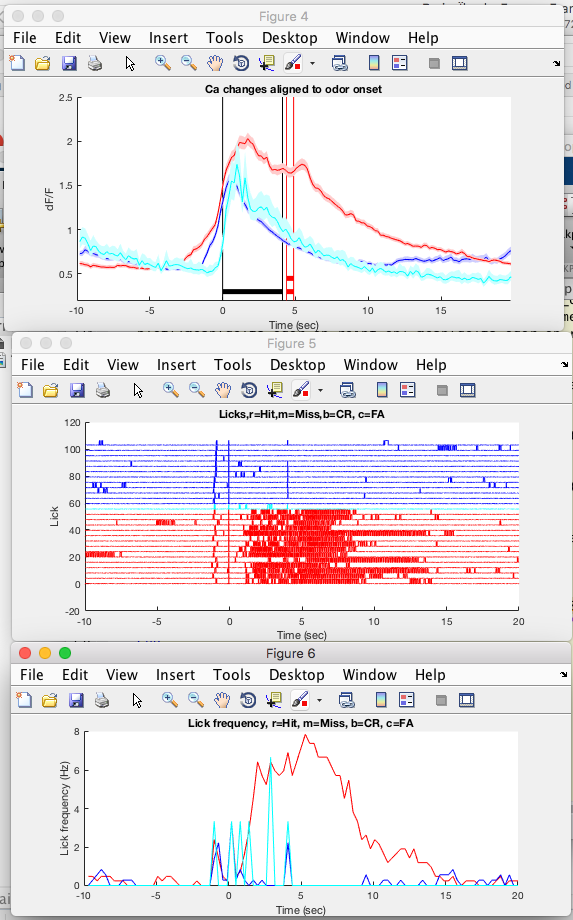 Figure 4
File Edit View Insert Tools Desktop Window Help
Ca changes aligned to odor onset
2.5
2
1.5
1
0.5
dF/F
-10 -5 0 5 10 15
Time (sec)
Figure 5
File Edit View Insert Tools Desktop Window Help
Licks,r=Hit,m=Miss,b=CR, c=FA
120
100
80
60
40
20
0
-20
Lick
-10 -5 0 5 10 15 20
Time (sec)
Figure 6
File Edit View Insert Tools Desktop Window Help
Lick frequency, r=Hit, m=Miss, b=CR, c=FA
8
6
4
2
0
Lick frequency (Hz)
-10 -5 0 5 10 15 20
Time (sec)